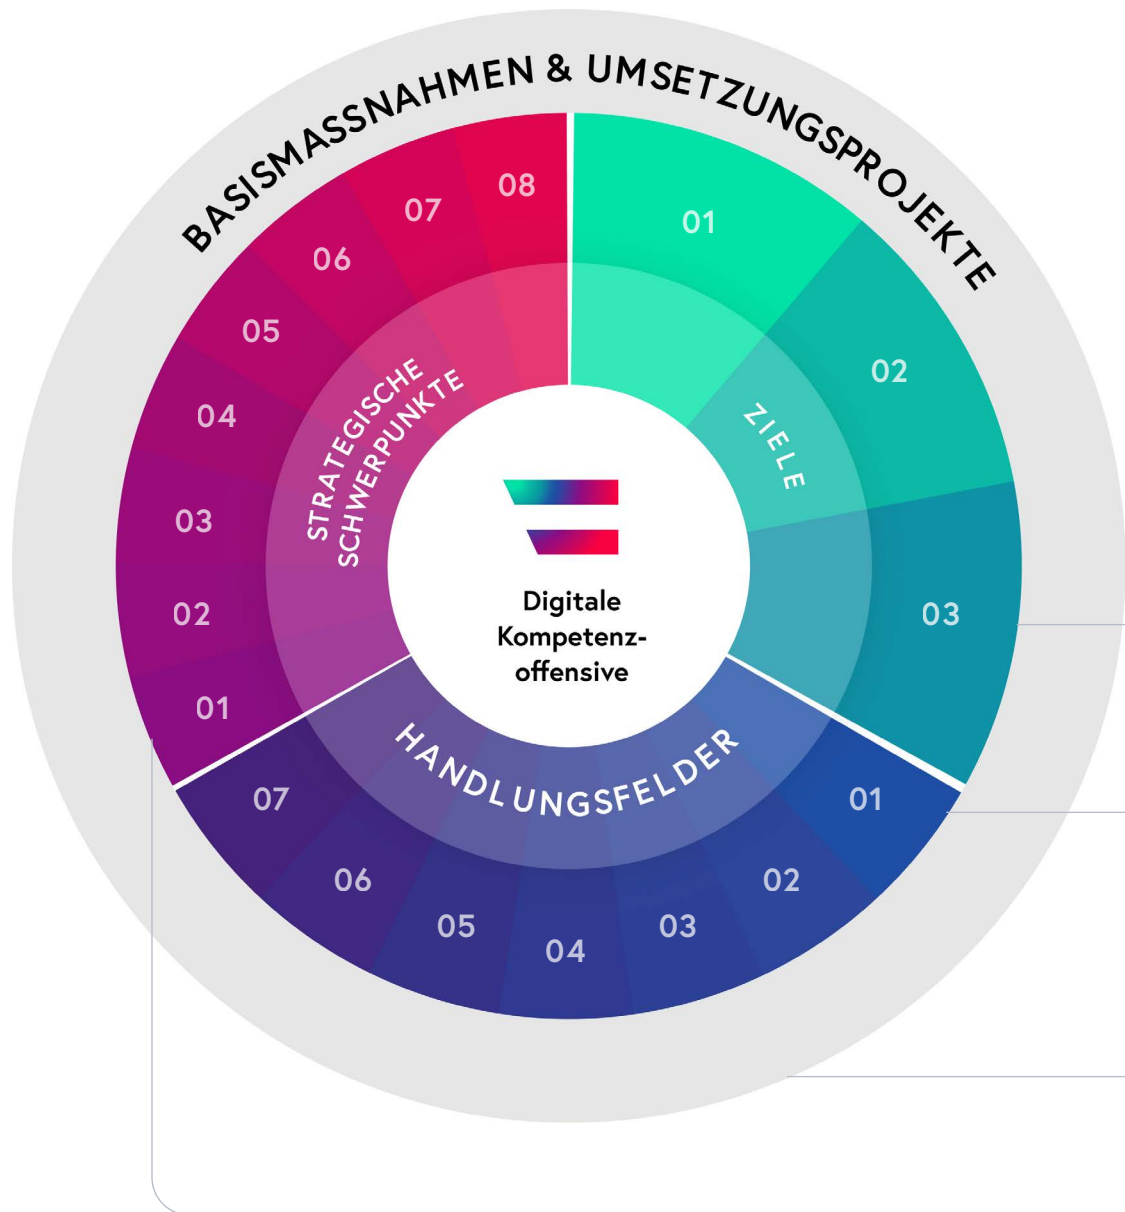 BASISMASSNAHMEN & UMSETZUNGSPROJEKTE
01
02
03
ZIELE
01
02
03
04
05
06
07
HANDLUNGSFELDER
01
02
03
04
05
06
07
08
STRATEGISCHE
SCHWERPUNKTE
Digitale
Kompetenz-
offensive